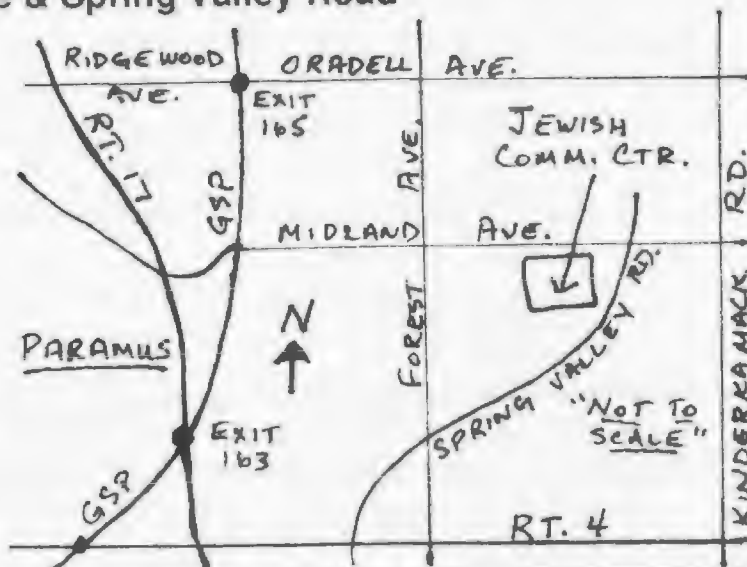 & Spring Valley Road
RIDGEWOOD
AVE.
ORADELL AVE.
EXIT
165
RT. 17
GSP
AVE.
JEWISH
COMM. CTR.
RD.
MIDLAND AVE.
N
PARAMUS
FOREST
SPRING VALLEY RD.
"NOT TO
SCALE"
KINDERKAMACK
EXIT
163
GSP
RT. 4